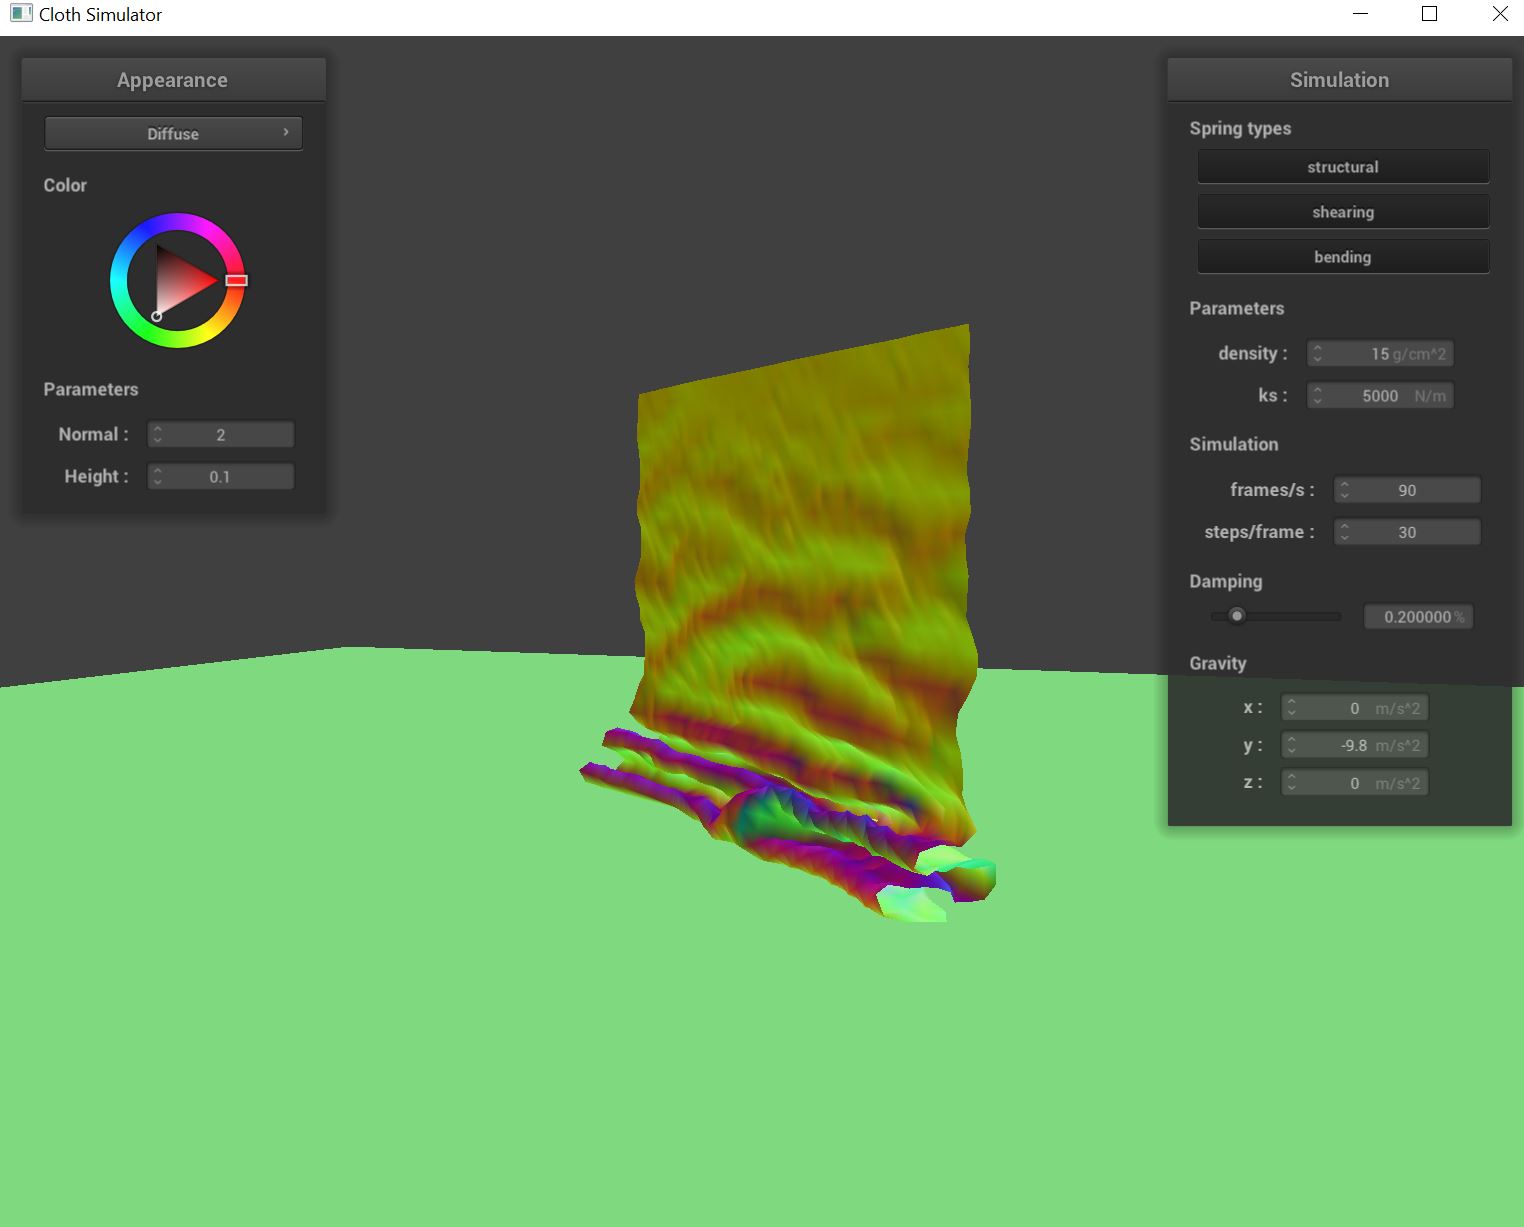 Cloth Simulator
Appearance
Diffuse
Color
Parameters
Normal : 2
Height : 0.1
Simulation
Spring types
structural
shearing
bending
Parameters
density : 15 g/cm^2
ks : 5000 N/m
Simulation
frames/s : 90
steps/frame : 30
Damping
0.200000 %
Gravity
x : 0 m/s^2
y : -9.8 m/s^2
z : 0 m/s^2